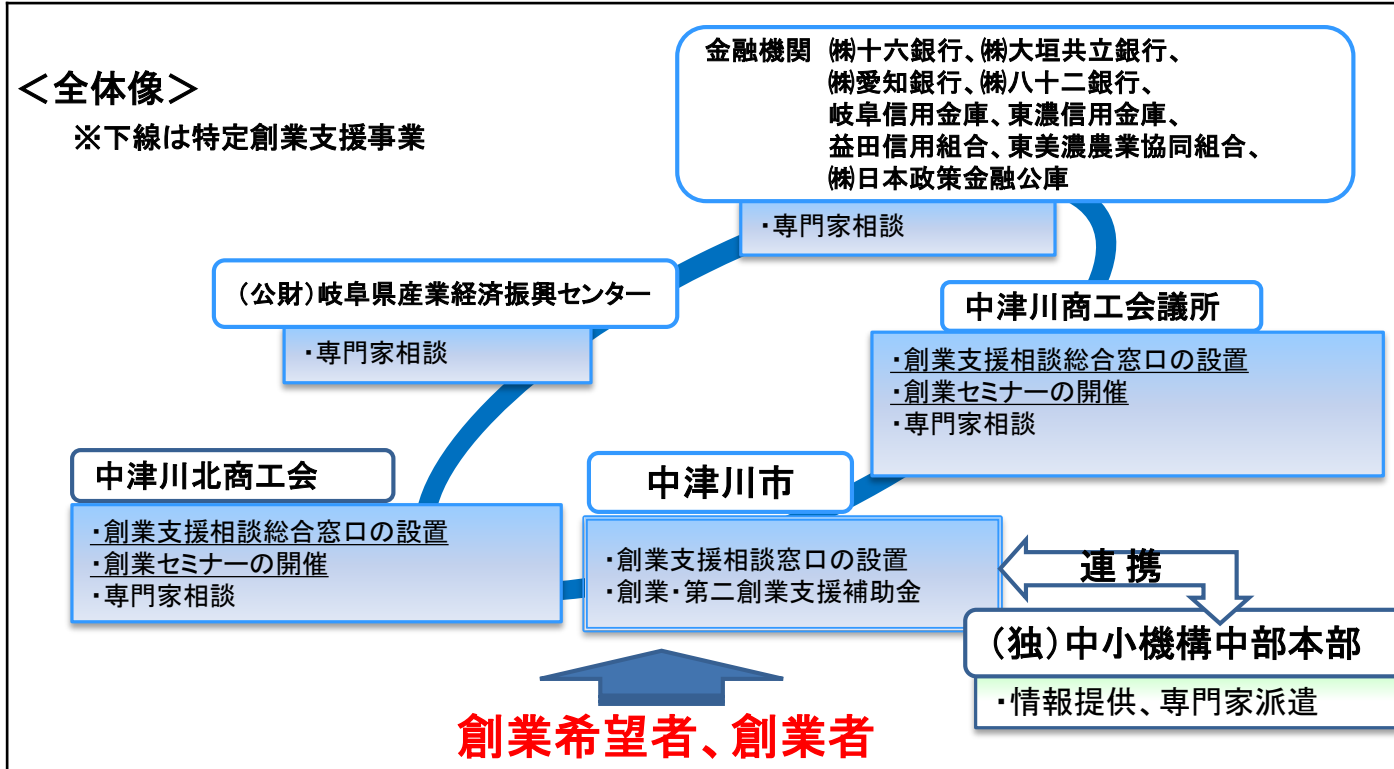 ＜全体像＞
※下線は特定創業支援事業
金融機関 ㈱十六銀行、㈱大垣共立銀行、
㈱愛知銀行、㈱八十二銀行、
岐阜信用金庫、東濃信用金庫、
益田信用組合、東美濃農業協同組合、
㈱日本政策金融公庫
・専門家相談
（公財）岐阜県産業経済振興センター
・専門家相談
中津川商工会議所
・創業支援相談総合窓口の設置
・創業セミナーの開催
・専門家相談
中津川北商工会
・創業支援相談総合窓口の設置
・創業セミナーの開催
・専門家相談
中津川市
・創業支援相談窓口の設置
・創業・第二創業支援補助金
連 携
（独）中小機構中部本部
・情報提供、専門家派遣
創業希望者、創業者